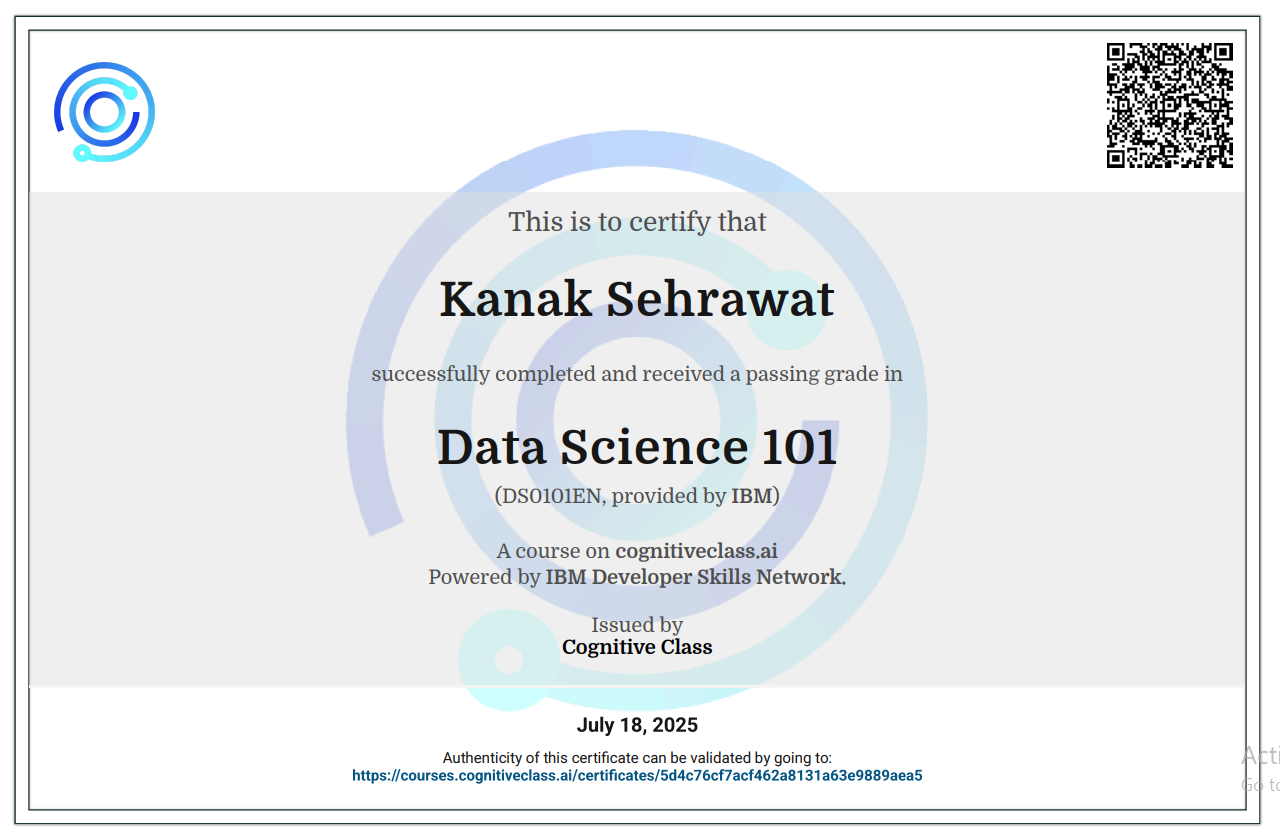 This is to certify that
Kanak Sehrawat
successfully completed and received a passing grade in
Data Science 101
(DS0101EN, provided by IBM)
A course on cognitiveclass.ai
Powered by IBM Developer Skills Network.
Issued by
Cognitive Class
July 18, 2025
Authenticity of this certificate can be validated by going to:
https://courses.cognitiveclass.ai/certificates/5d4c76cf7acf462a8131a63e9889aea5
Go to